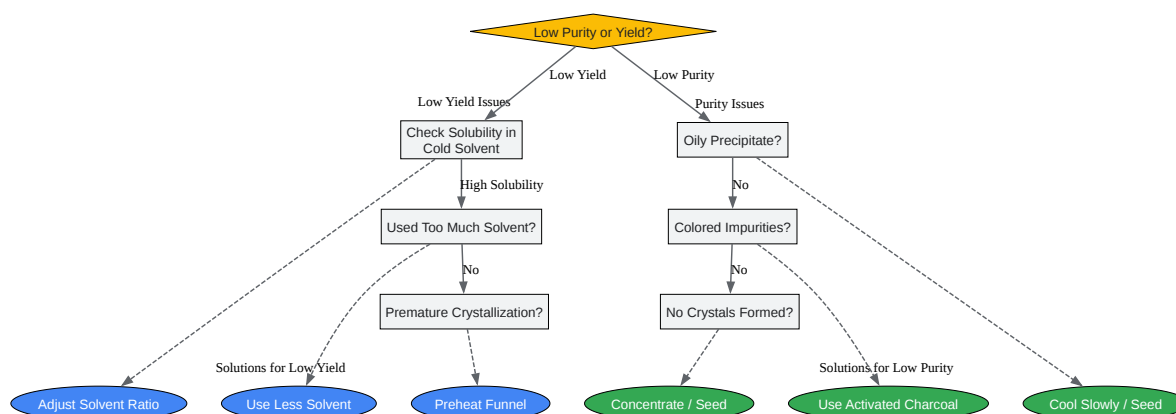 Low Purity or Yield?
Low Yield
Low Purity
Low Yield Issues
Purity Issues
Check Solubility in
Cold Solvent
Oily Precipitate?
High Solubility
No
Used Too Much Solvent?
Colored Impurities?
No
No
Premature Crystallization?
No Crystals Formed?
Solutions for Low Yield
Solutions for Low Purity
Adjust Solvent Ratio
Use Less Solvent
Preheat Funnel
Concentrate / Seed
Use Activated Charcoal
Cool Slowly / Seed